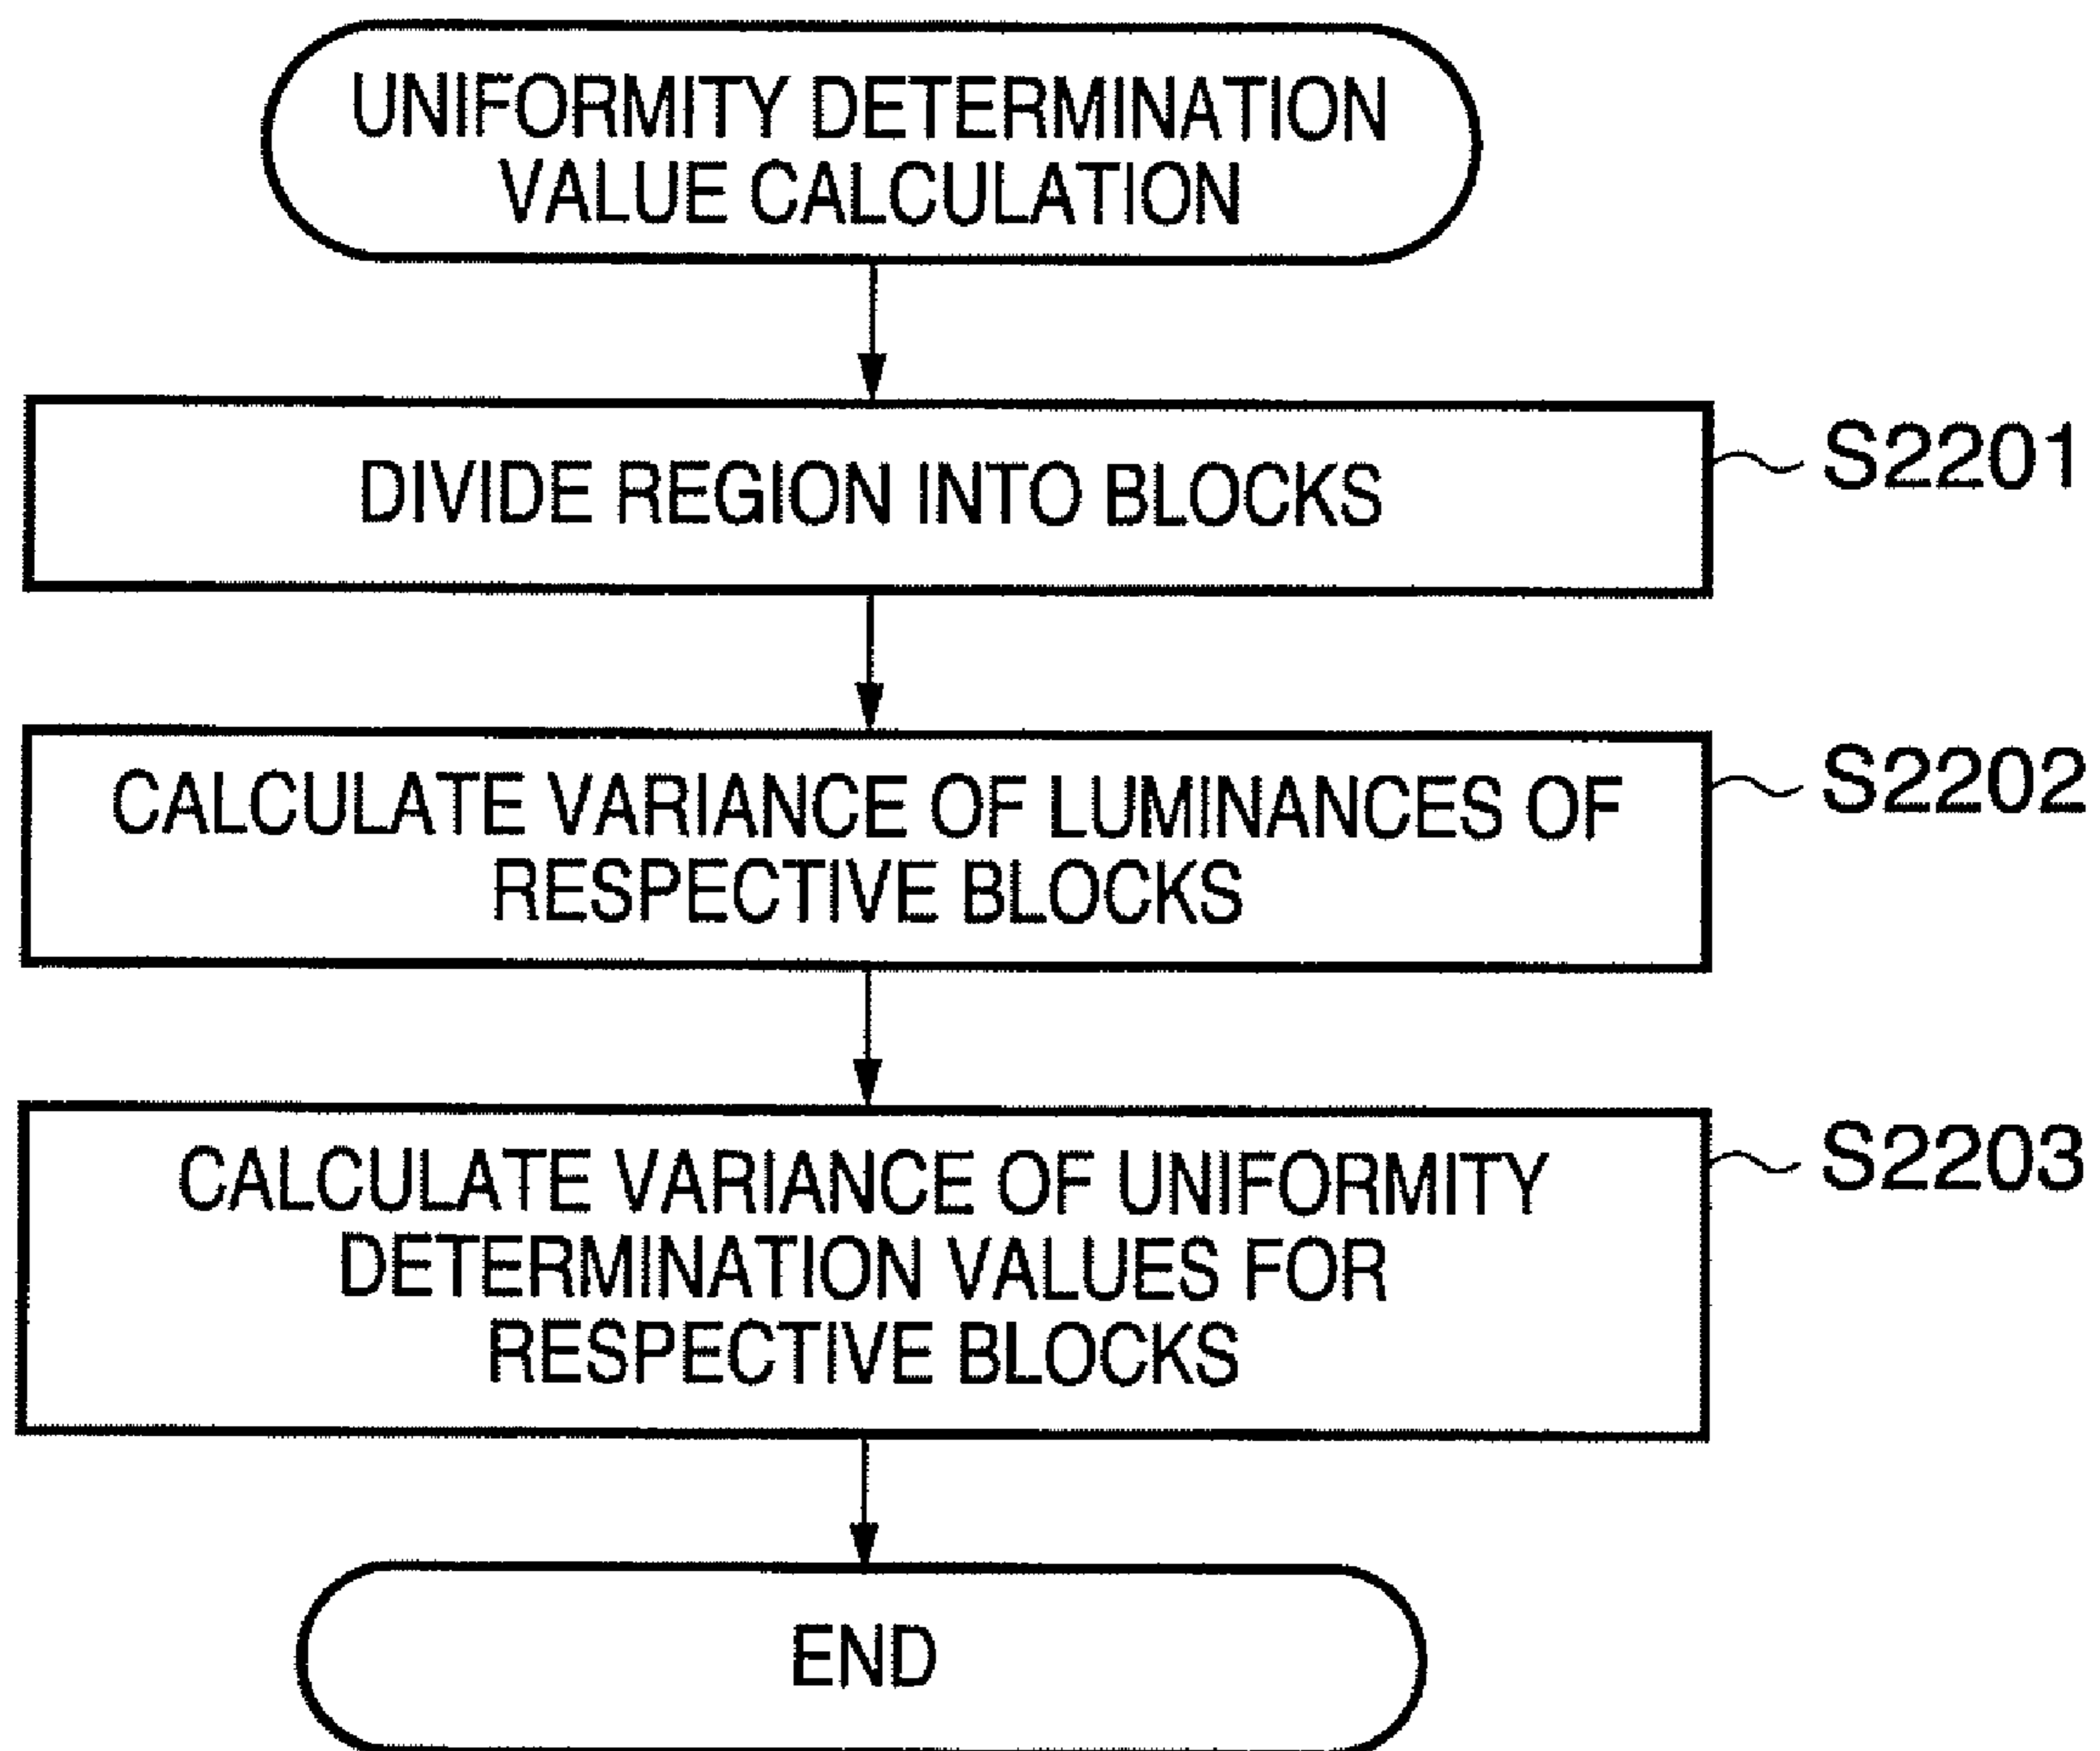 UNIFORMITY DETERMINATION
VALUE CALCULATION
DIVIDE REGION INTO BLOCKS
S2201
CALCULATE VARIANCE OF LUMINANCES OF
RESPECTIVE BLOCKS
S2202
CALCULATE VARIANCE OF UNIFORMITY
DETERMINATION VALUES FOR
RESPECTIVE BLOCKS
S2203
END